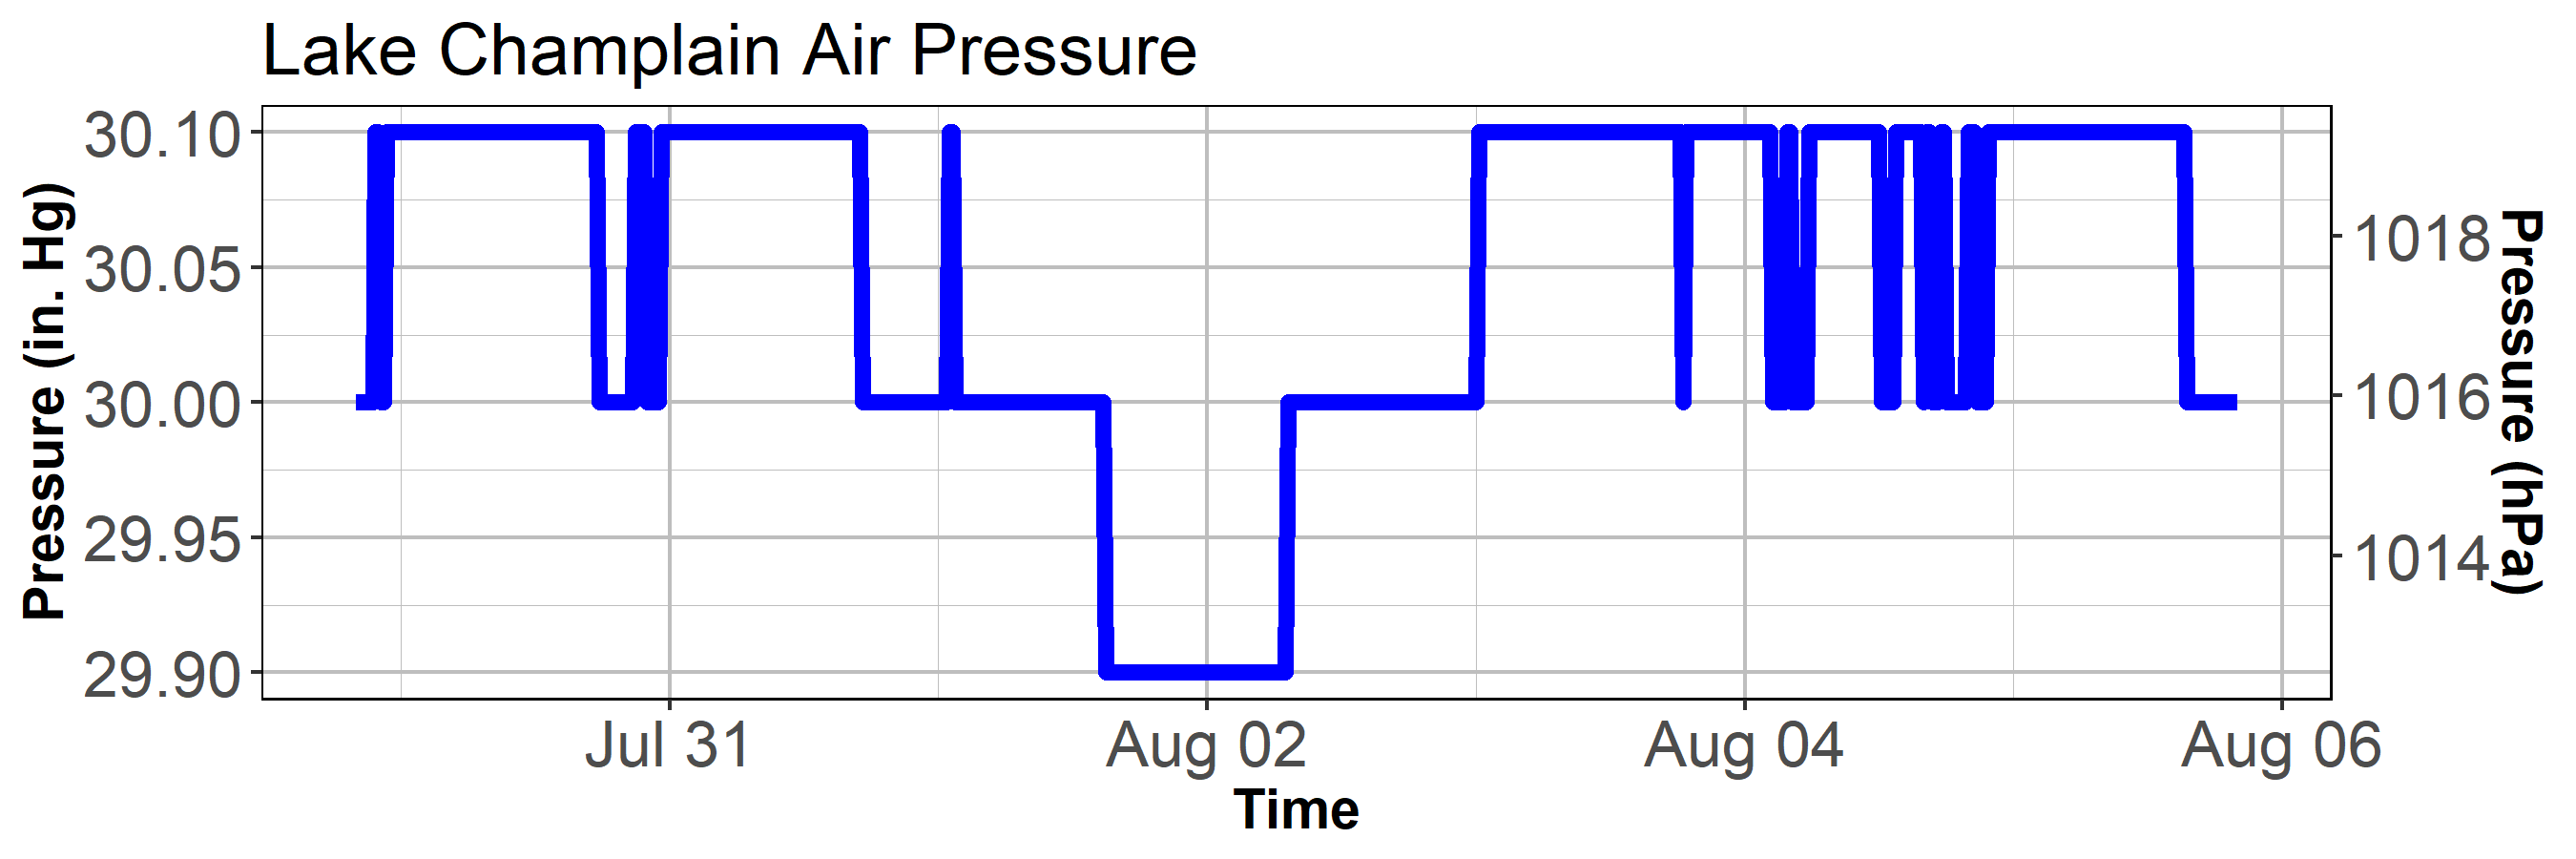 Lake Champlain Air Pressure
30.10
30.05
30.00
29.95
29.90
Pressure (in. Hg)
1018
1016
1014
Pressure (hPa)
Jul 31 Aug 02 Aug 04 Aug 06
Time